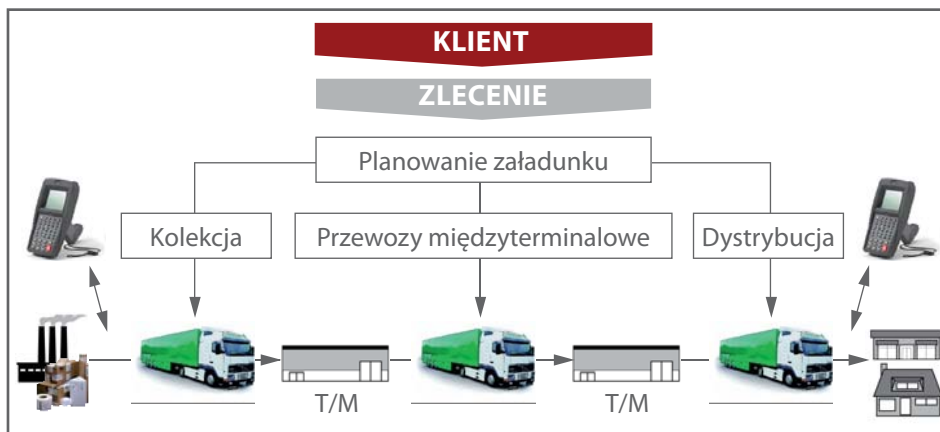 KLIENT
ZLECENIE
Planowanie załadunku
Kolekcja
Przewozy międzyterminalowe
Dystrybucja
T/M
T/M